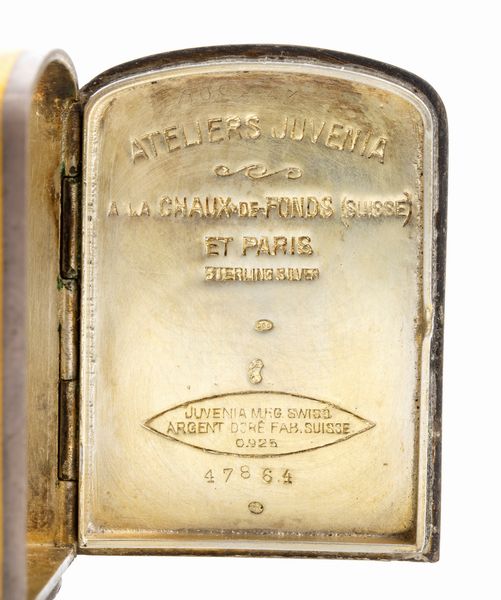 ATELIERS JUVENIA
A LA CHAUX-DE-FONDS (SUISSE)
ET PARIS
STERLING SILVER
JUVENIA MFG. SWISS
ARGENT DORÉ FAB. SUISSE
0.925
47864